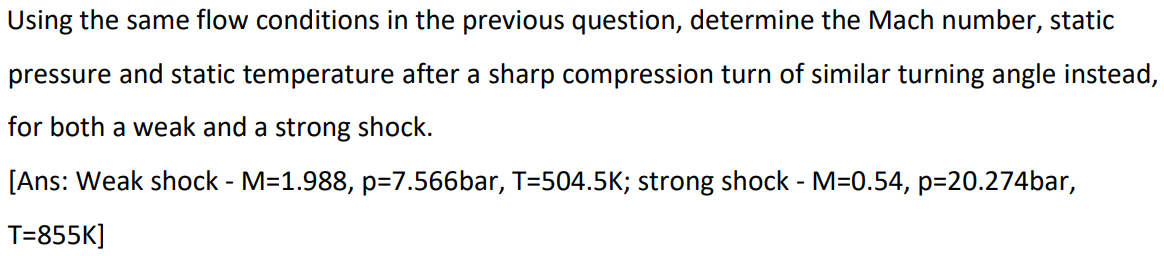 Using the same flow conditions in the previous question, determine the Mach number, static
pressure and static temperature after a sharp compression turn of similar turning angle instead,
for both a weak and a strong shock.
[Ans: Weak shock - M=1.988, p=7.566bar, T=504.5K; strong shock - M=0.54, p=20.274bar,
T=855K]